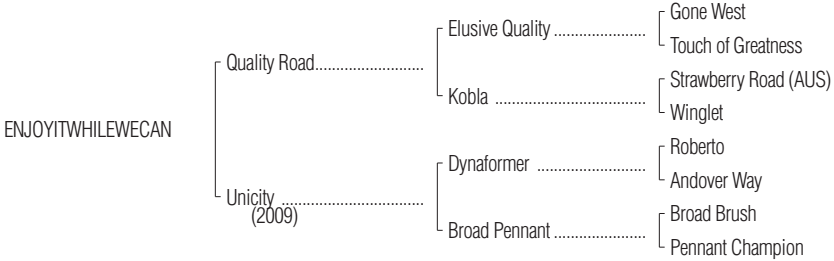 Gone West
Elusive Quality ......................
Touch of Greatness
Quality Road..........................
Strawberry Road (AUS)
Kobla ....................................
Winglet
ENJOYITWHILEWECAN
Roberto
Dynaformer ..........................
Andover Way
Unicity ..................................
(2009)
Broad Brush
Broad Pennant ......................
Pennant Champion